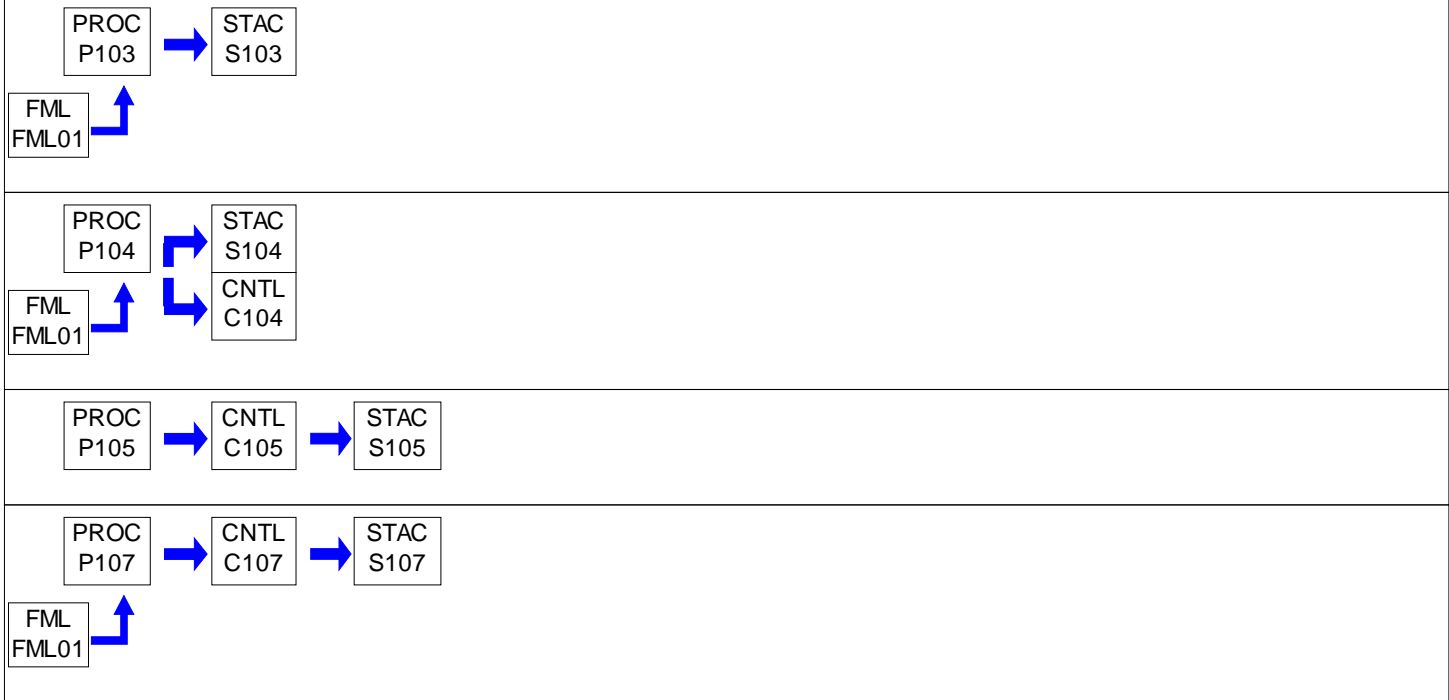 PROC
P103
STAC
S103
FML
FML01
PROC
P104
STAC
S104
CNTL
C104
FML
FML01
PROC
P105
CNTL
C105
STAC
S105
PROC
P107
CNTL
C107
STAC
S107
FML
FML01